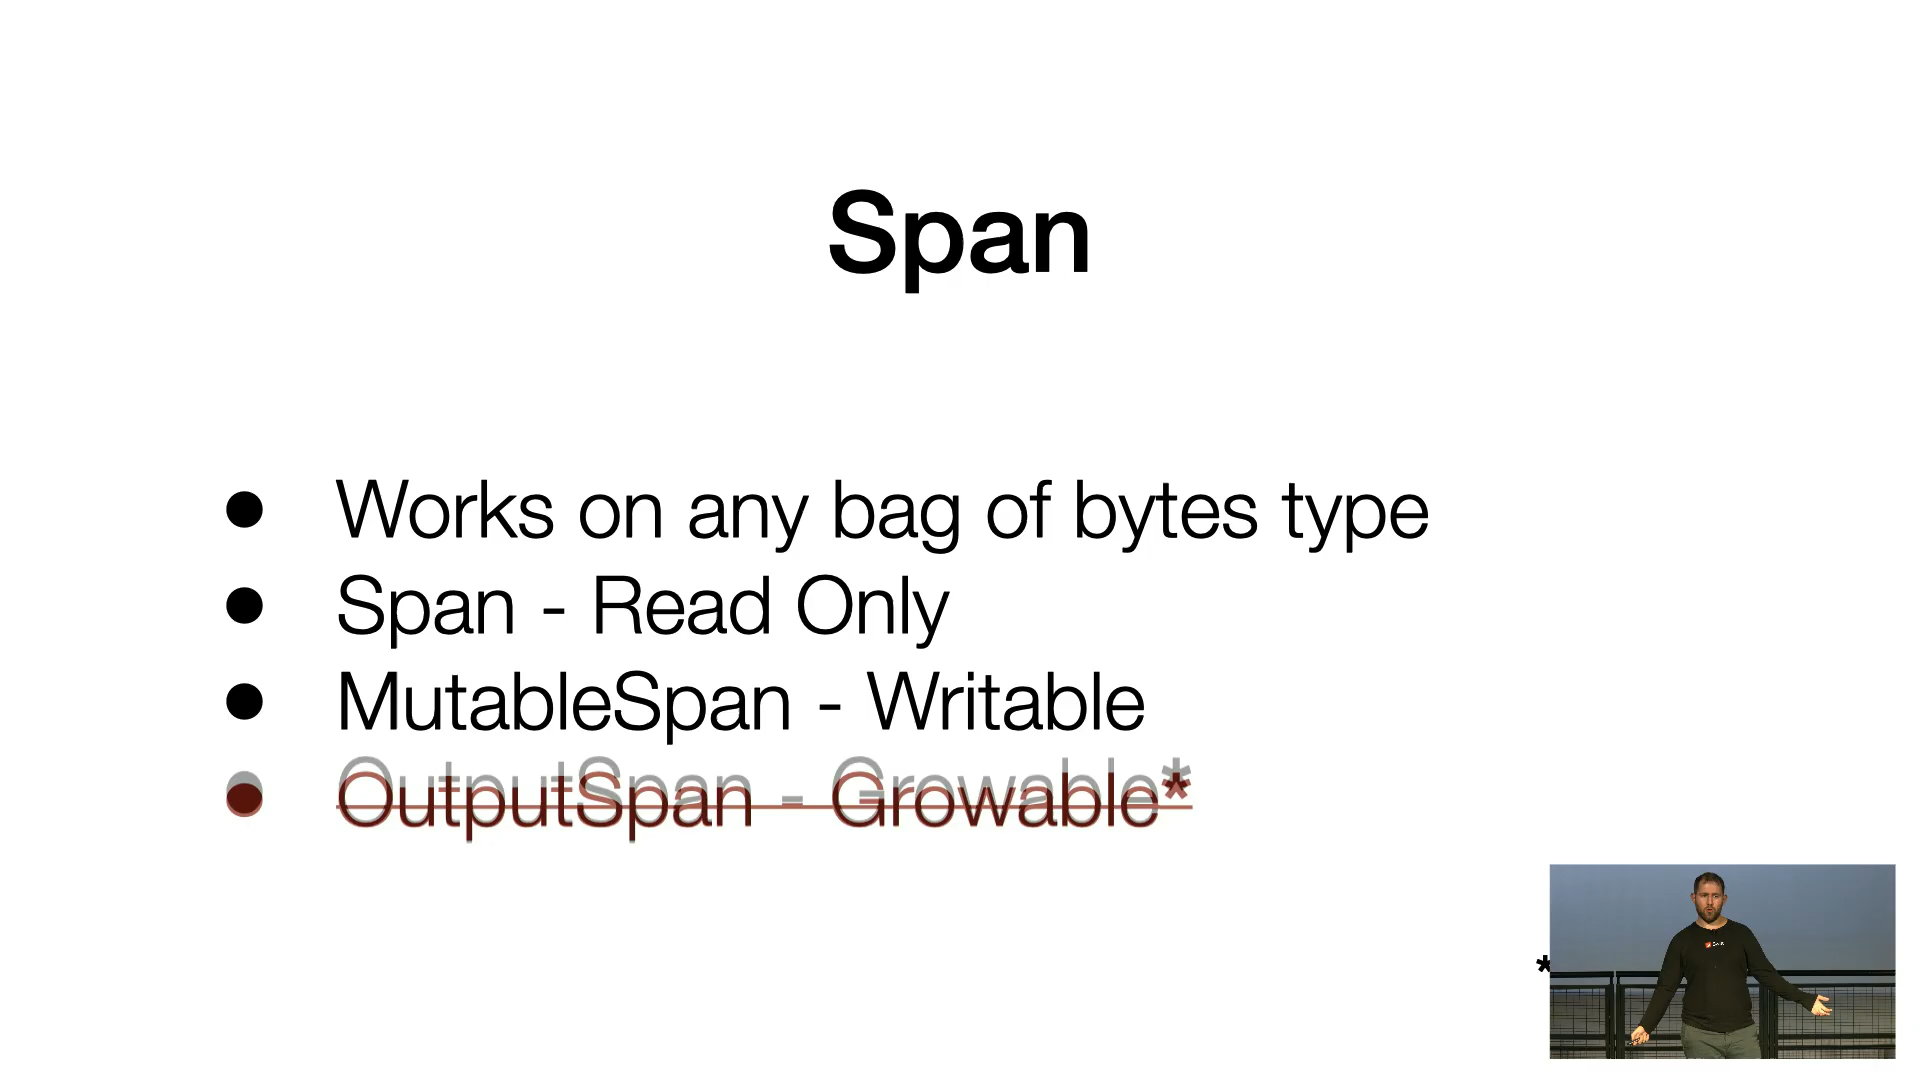 Span
● Works on any bag of bytes type
● Span - Read Only
● MutableSpan - Writable
● OutputSpan - Growable*
*